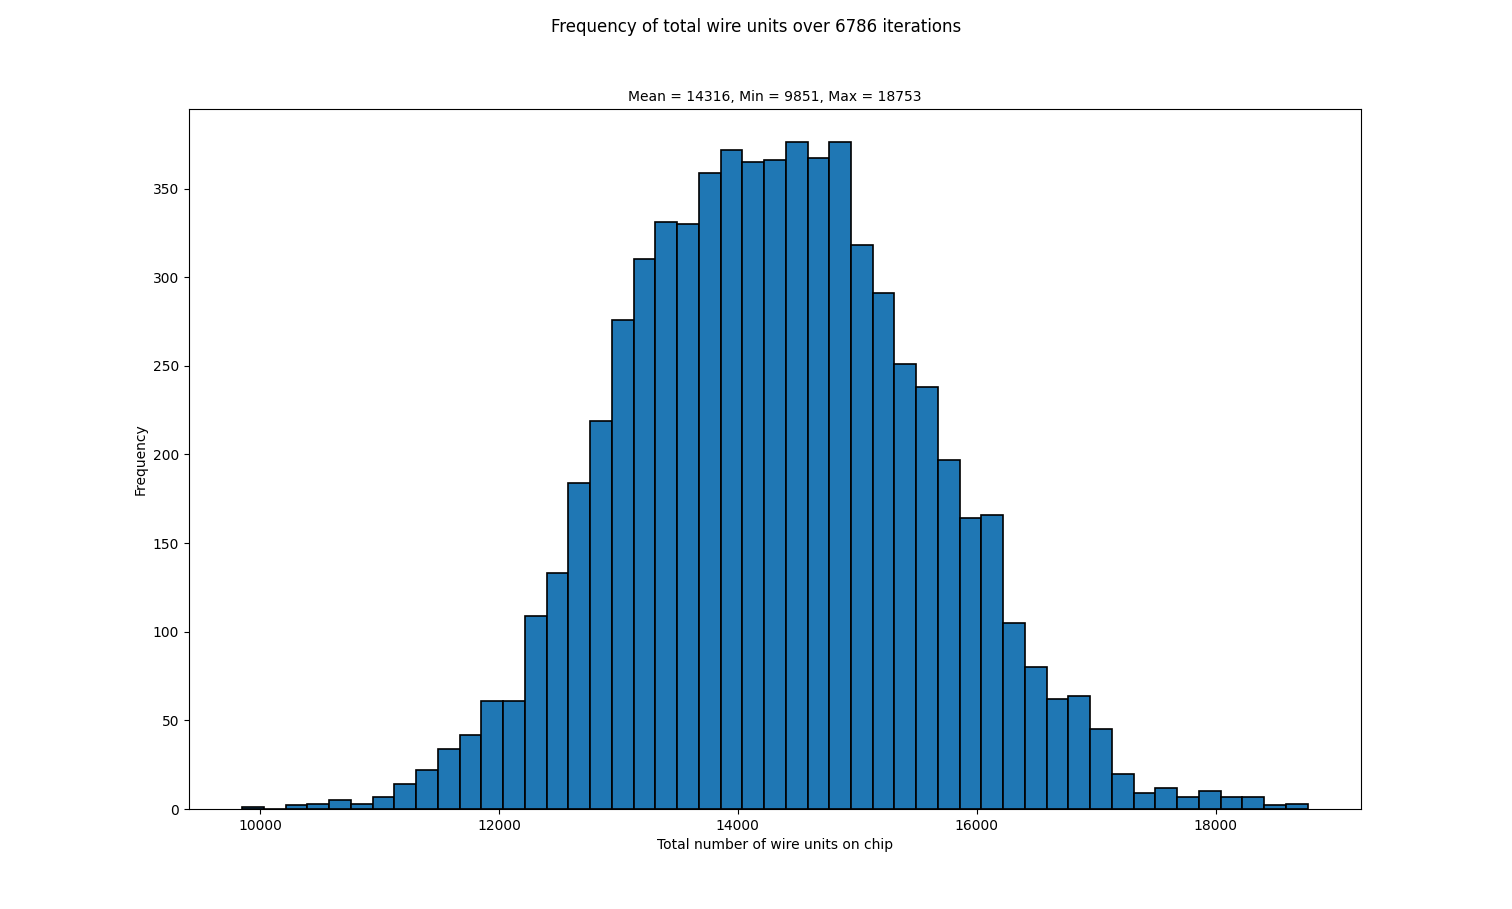 Frequency of total wire units over 6786 iterations
Mean = 14316, Min = 9851, Max = 18753
350
300
250
200
150
100
50
0
Frequency
10000 12000 14000 16000 18000
Total number of wire units on chip